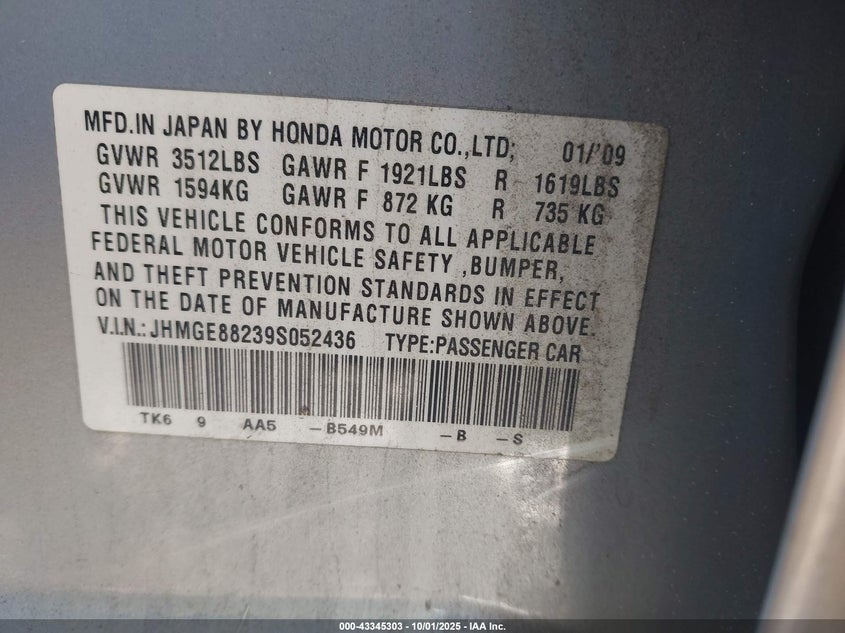 MFD.IN JAPAN BY HONDA MOTOR CO.,LTD; 01/'09
GVWR 3512LBS GAWR F 1921LBS R 1619LBS
GVWR 1594KG GAWR F 872 KG R 735 KG
THIS VEHICLE CONFORMS TO ALL APPLICABLE
FEDERAL MOTOR VEHICLE SAFETY ,BUMPER,
AND THEFT PREVENTION STANDARDS IN EFFECT
ON THE DATE OF MANUFACTURE SHOWN ABOVE.
V.I.N.: JHMGE88239S052436 TYPE:PASSENGER CAR
TK6 9 AA5 -B549M -B -S
000-43345303 - 10/01/2025 - IAA Inc.